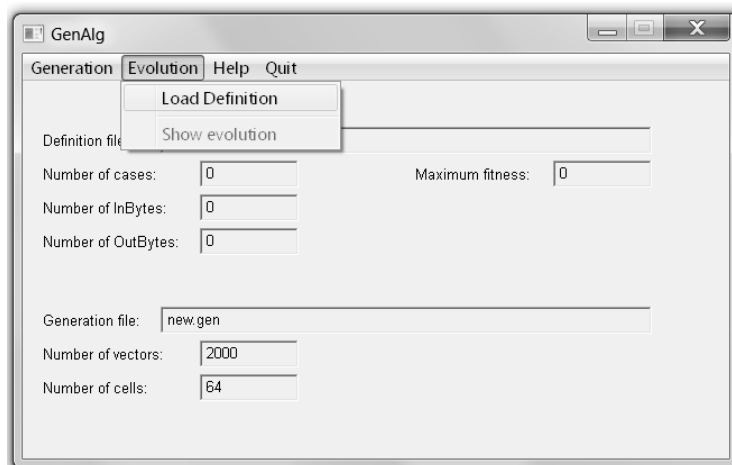 GenAlg
Generation Evolution Help Quit
Load Definition
Show evolution
Definition file
Number of cases: 0 Maximum fitness: 0
Number of InBytes: 0
Number of OutBytes: 0
Generation file: new.gen
Number of vectors: 2000
Number of cells: 64